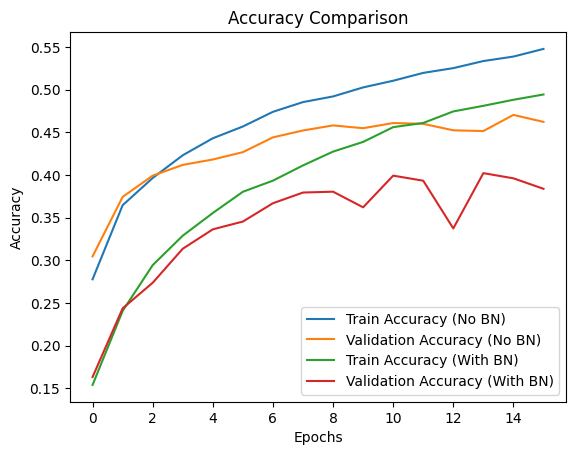 Accuracy Comparison
Accuracy
0.55
0.50
0.45
0.40
0.35
0.30
0.25
0.20
0.15
0 2 4 6 8 10 12 14
Epochs
Train Accuracy (No BN)
Validation Accuracy (No BN)
Train Accuracy (With BN)
Validation Accuracy (With BN)